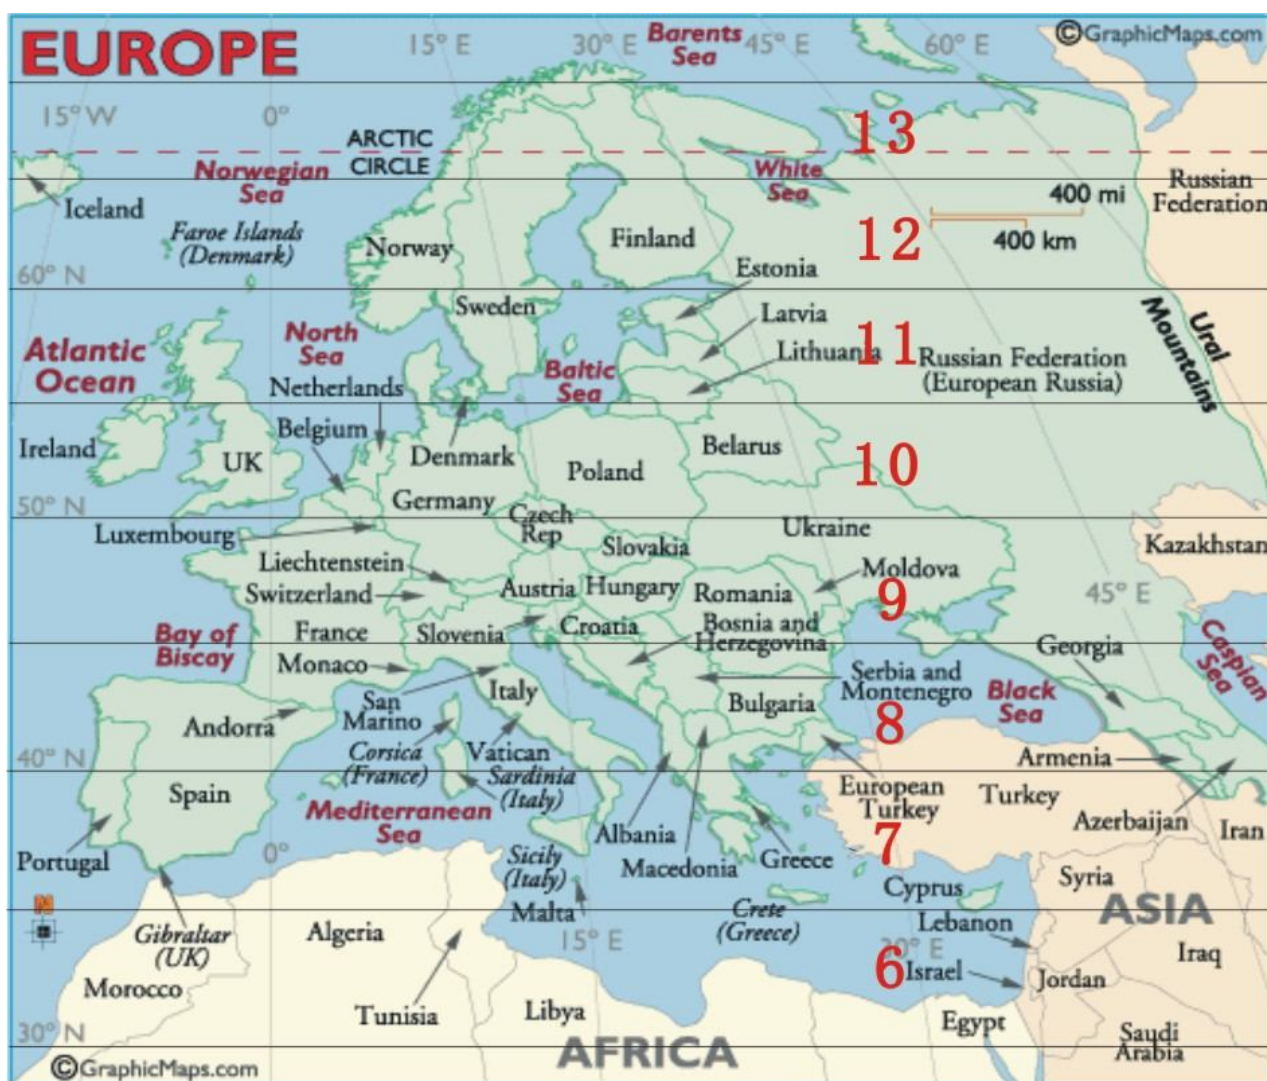 EUROPE
15° E
30° E
Barents
Sea
45° E
60° E
©GraphicMaps.com
15° W
0°
ARCTIC
CIRCLE
13
Norwegian
Sea
White
Sea
Russian
Federation
Iceland
400 mi
400 km
Faroe Islands
(Denmark)
Norway
Finland
12
60° N
Estonia
Sweden
Latvia
North
Sea
Atlantic
Ocean
Lithuania
11
Russian Federation
(European Russia)
Ural
Mountains
Netherlands
Baltic
Sea
Belgium
Ireland
UK
Denmark
Poland
Belarus
10
Germany
50° N
Luxembourg
Czech
Rep
Ukraine
Slovakia
Kazakhstan
Liechtenstein
Moldova
Switzerland
Austria
Hungary
Romania
9
45° E
Bay of
Biscay
France
Slovenia
Croatia
Bosnia and
Herzegovina
Georgia
Caspian
Sea
Monaco
San
Marino
Italy
Serbia and
Montenegro
Black
Sea
Bulgaria
8
Andorra
Corsica
(France)
Vatican
Sardinia
(Italy)
Armenia
40° N
Spain
European
Turkey
Turkey
Mediterranean
Sea
Albania
Azerbaijan
Iran
Portugal
0°
Sicily
(Italy)
Macedonia
Greece
7
Syria
Cyprus
N
Malta
Crete
(Greece)
Lebanon
ASIA
Gibraltar
(UK)
Algeria
15° E
30° E
Iraq
6
Israel
Jordan
Morocco
Tunisia
Libya
Egypt
30° N
AFRICA
Saudi
Arabia
©GraphicMaps.com